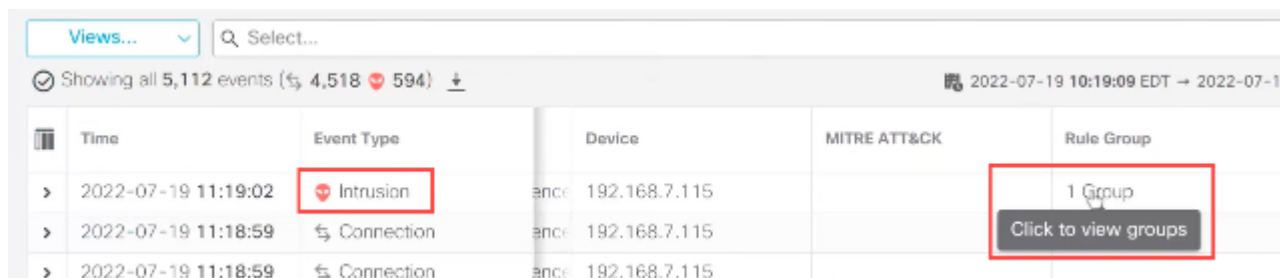 Views... Select...
Showing all 5,112 events (4,518 594) 2022-07-19 10:19:09 EDT → 2022-07-1
Time Event Type Device MITRE ATT&CK Rule Group
2022-07-19 11:19:02 Intrusion ence 192.168.7.115 1 Group
2022-07-19 11:18:59 Connection ence 192.168.7.115 Click to view groups
2022-07-19 11:18:59 Connection ence 192.168.7.115